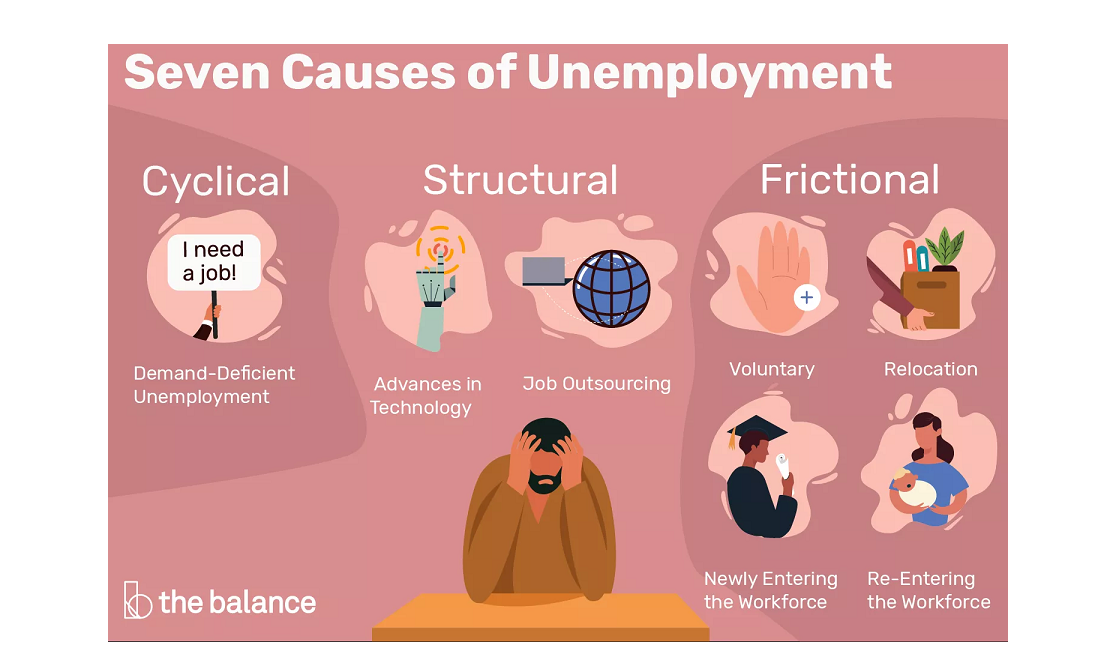 Seven Causes of Unemployment
Cyclical
I need
a job!
Demand-Deficient
Unemployment
Structural
Advances in
Technology
Job Outsourcing
Frictional
Voluntary
Relocation
Newly Entering
the Workforce
Re-Entering
the Workforce
the balance